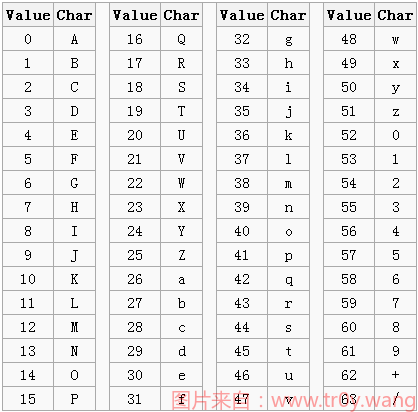 Value Char Value Char Value Char Value Char
0 A 16 Q 32 g 48 w
1 B 17 R 33 h 49 x
2 C 18 S 34 i 50 y
3 D 19 T 35 j 51 z
4 E 20 U 36 k 52 0
5 F 21 V 37 l 53 1
6 G 22 W 38 m 54 2
7 H 23 X 39 n 55 3
8 I 24 Y 40 o 56 4
9 J 25 Z 41 p 57 5
10 K 26 a 42 q 58 6
11 L 27 b 43 r 59 7
12 M 28 c 44 s 60 8
13 N 29 d 45 t 61 9
14 O 30 e 46 u 62 +
15 P 31 f 47 v 63 /
图片来自：www.troy.wang